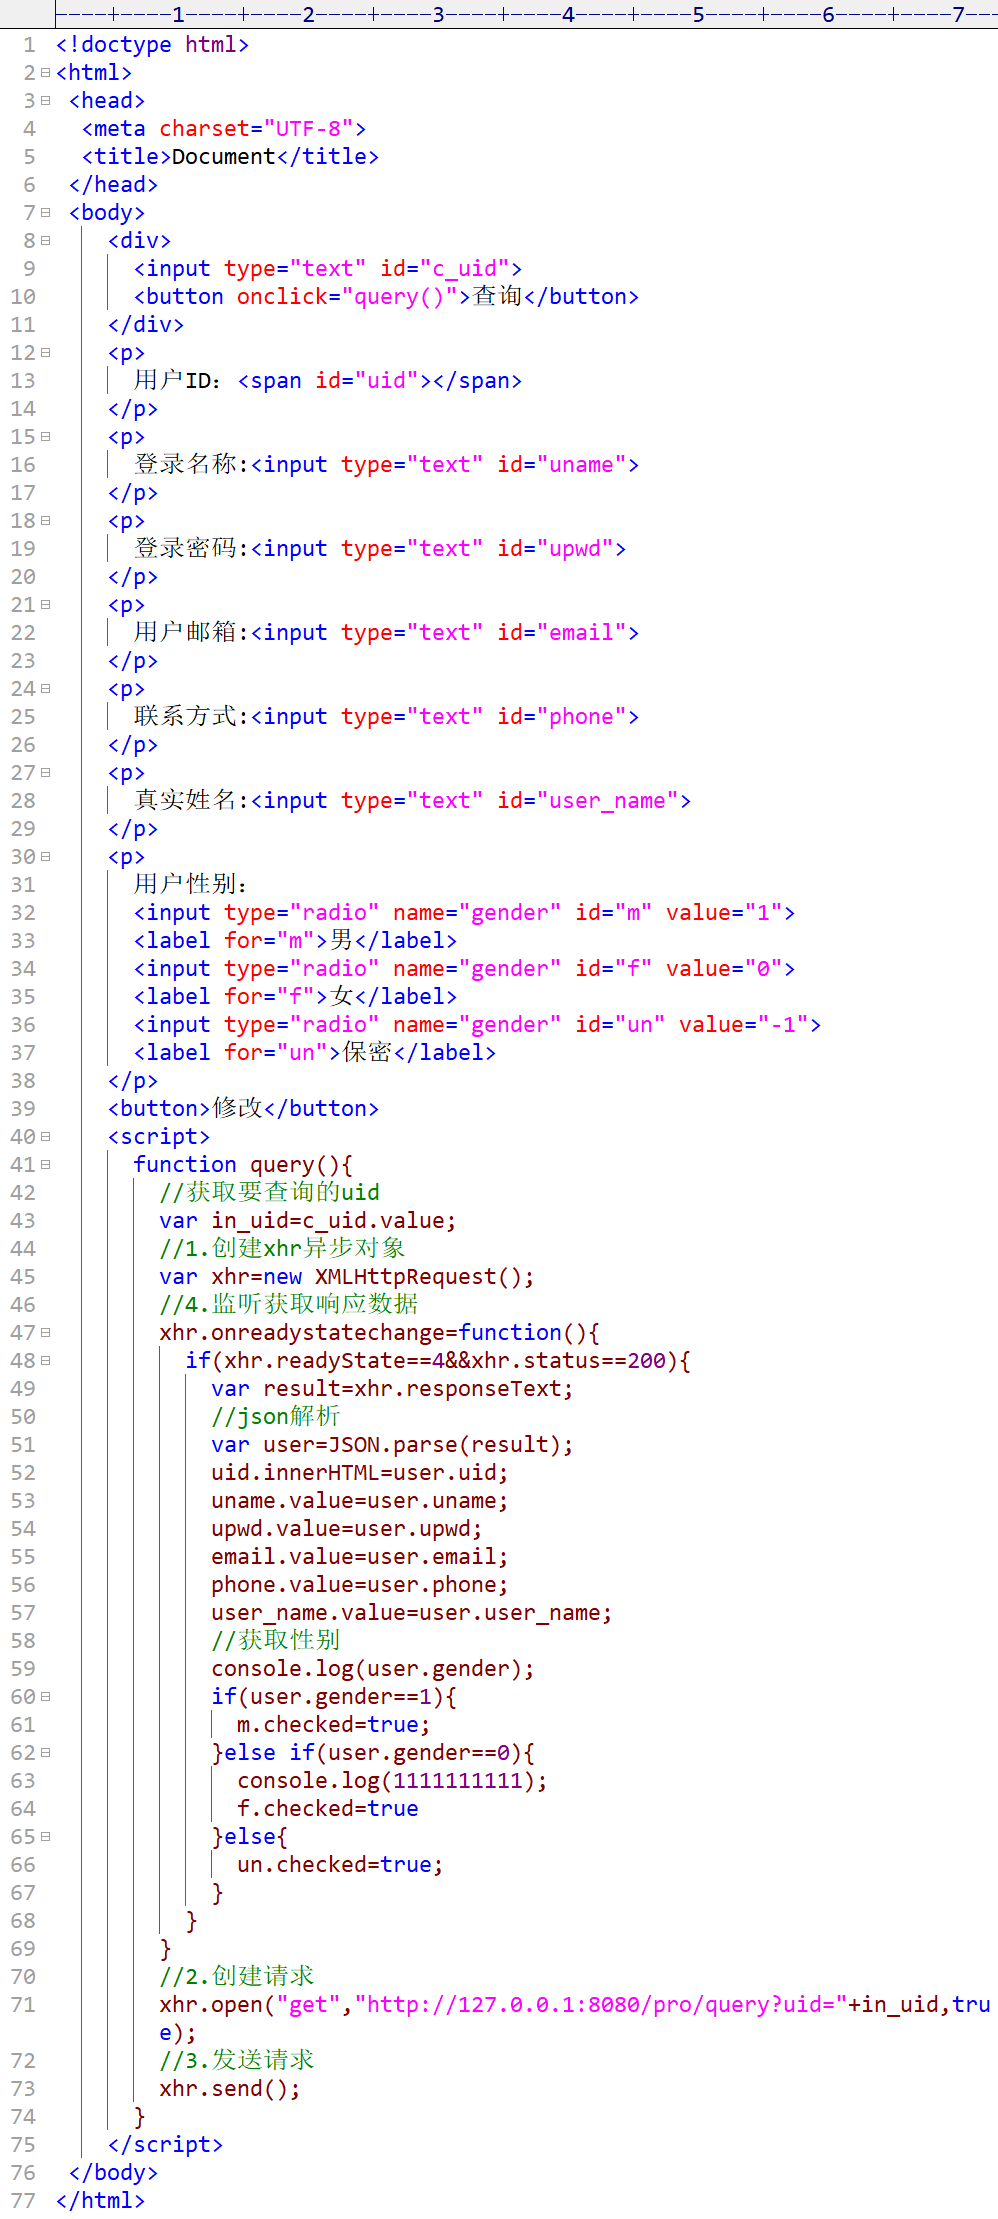 ----+----1----+----2----+----3----+----4----+----5----+----6----+----7--
1 <!doctype html>
2 <html>
3 <head>
4 <meta charset="UTF-8">
5 <title>Document</title>
6 </head>
7 <body>
8 <div>
9 <input type="text" id="c_uid">
10 <button onclick="query()">查询</button>
11 </div>
12 <p>
13 用户ID：<span id="uid"></span>
14 </p>
15 <p>
16 登录名称:<input type="text" id="uname">
17 </p>
18 <p>
19 登录密码:<input type="text" id="upwd">
20 </p>
21 <p>
22 用户邮箱:<input type="text" id="email">
23 </p>
24 <p>
25 联系方式:<input type="text" id="phone">
26 </p>
27 <p>
28 真实姓名:<input type="text" id="user_name">
29 </p>
30 <p>
31 用户性别：
32 <input type="radio" name="gender" id="m" value="1">
33 <label for="m">男</label>
34 <input type="radio" name="gender" id="f" value="0">
35 <label for="f">女</label>
36 <input type="radio" name="gender" id="un" value="-1">
37 <label for="un">保密</label>
38 </p>
39 <button>修改</button>
40 <script>
41 function query(){
42 //获取要查询的uid
43 var in_uid=c_uid.value;
44 //1.创建xhr异步对象
45 var xhr=new XMLHttpRequest();
46 //4.监听获取响应数据
47 xhr.onreadystatechange=function(){
48 if(xhr.readyState==4&&xhr.status==200){
49 var result=xhr.responseText;
50 //json解析
51 var user=JSON.parse(result);
52 uid.innerHTML=user.uid;
53 uname.value=user.uname;
54 upwd.value=user.upwd;
55 email.value=user.email;
56 phone.value=user.phone;
57 user_name.value=user.user_name;
58 //获取性别
59 console.log(user.gender);
60 if(user.gender==1){
61 m.checked=true;
62 }else if(user.gender==0){
63 console.log(1111111111);
64 f.checked=true
65 }else{
66 un.checked=true;
67 }
68 }
69 }
70 //2.创建请求
71 xhr.open("get","http://127.0.0.1:8080/pro/query?uid="+in_uid,tru
e);
72 //3.发送请求
73 xhr.send();
74 }
75 </script>
76 </body>
77 </html>